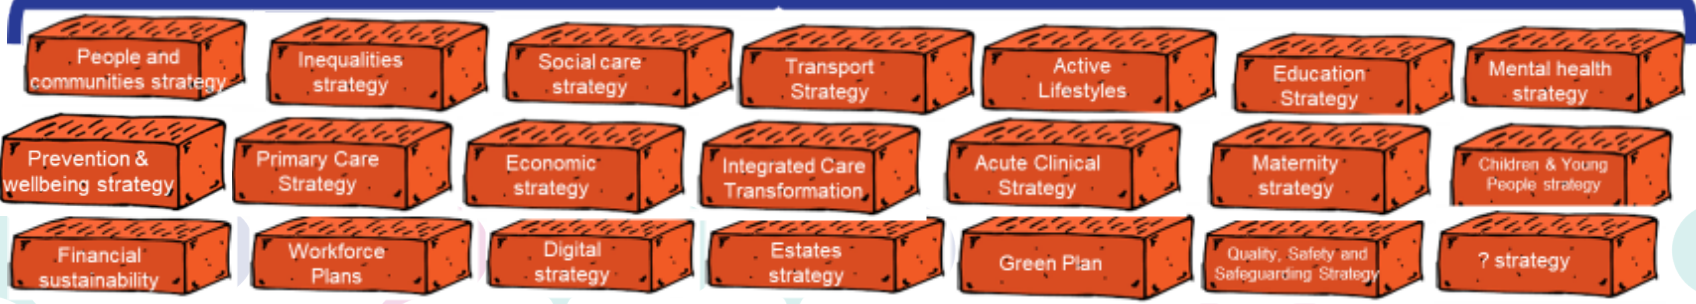 People and
communities strategy
Inequalities
strategy
Social care
strategy
Transport
Strategy
Active
Lifestyles
Education
Strategy
Mental health
strategy
Prevention &
wellbeing strategy
Primary Care
Strategy
Economic
strategy
Integrated Care
Transformation
Acute Clinical
Strategy
Maternity
strategy
Children & Young
People strategy
Financial
sustainability
Workforce
Plans
Digital
strategy
Estates
strategy
Green Plan
Quality, Safety and
Safeguarding Strategy
? strategy